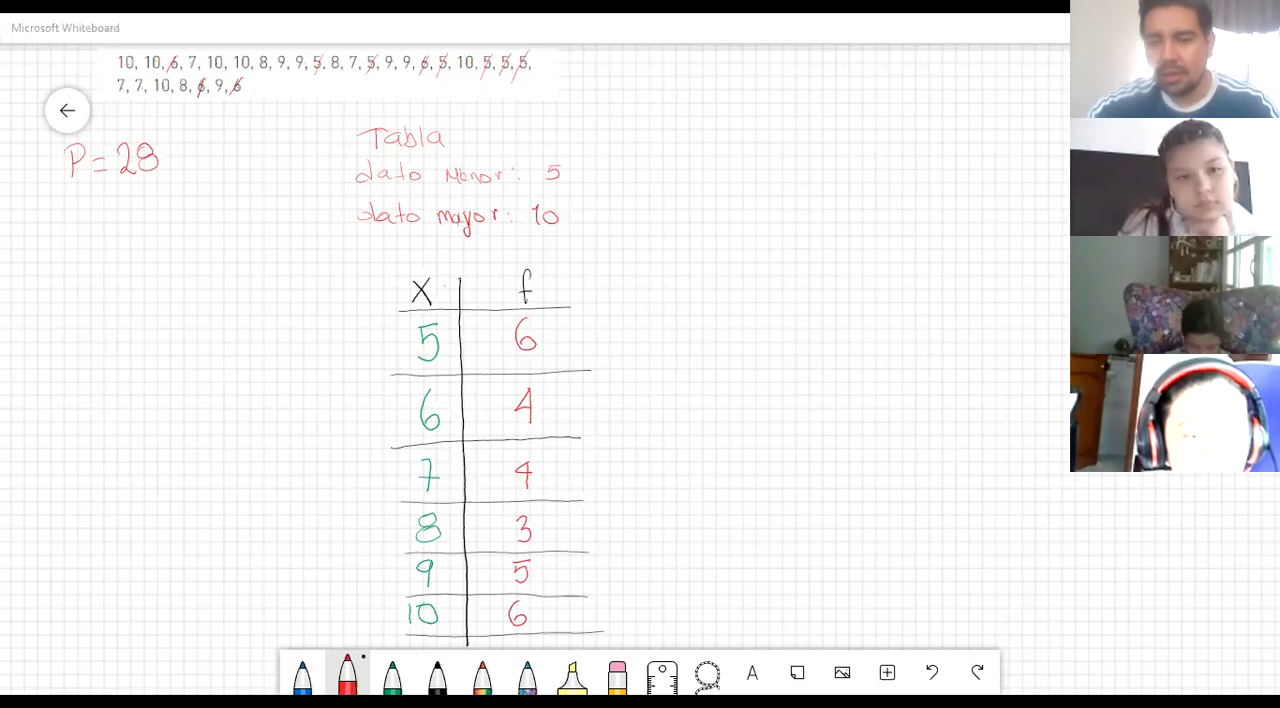 Microsoft Whiteboard
10, 10, 6, 7, 10, 10, 8, 9, 9, 5, 8, 7, 5, 9, 9, 6, 5, 10, 5, 5, 5,
7, 7, 10, 8, 6, 9, 6
P = 28
Tabla
dato Menor: 5
dato mayor: 10
X f
5 6
6 4
7 4
8 3
9 5
10 6
A